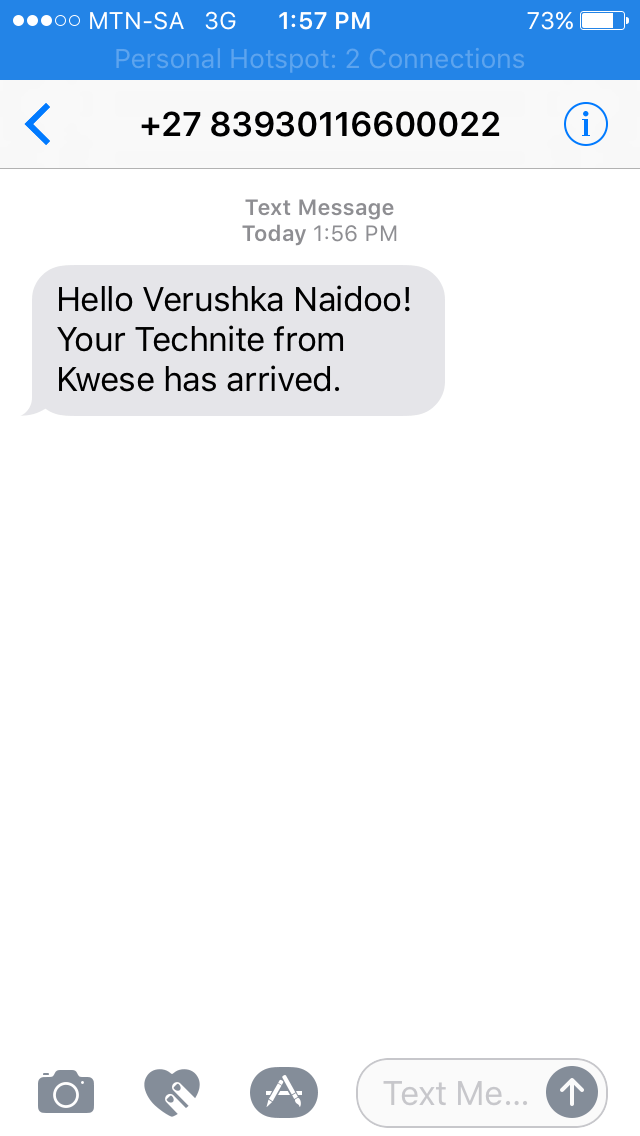 MTN-SA 3G 1:57 PM 73%
Personal Hotspot: 2 Connections
+27 83930116600022
Text Message
Today 1:56 PM
Hello Verushka Naidoo!
Your Technite from
Kwese has arrived.
Text Me...